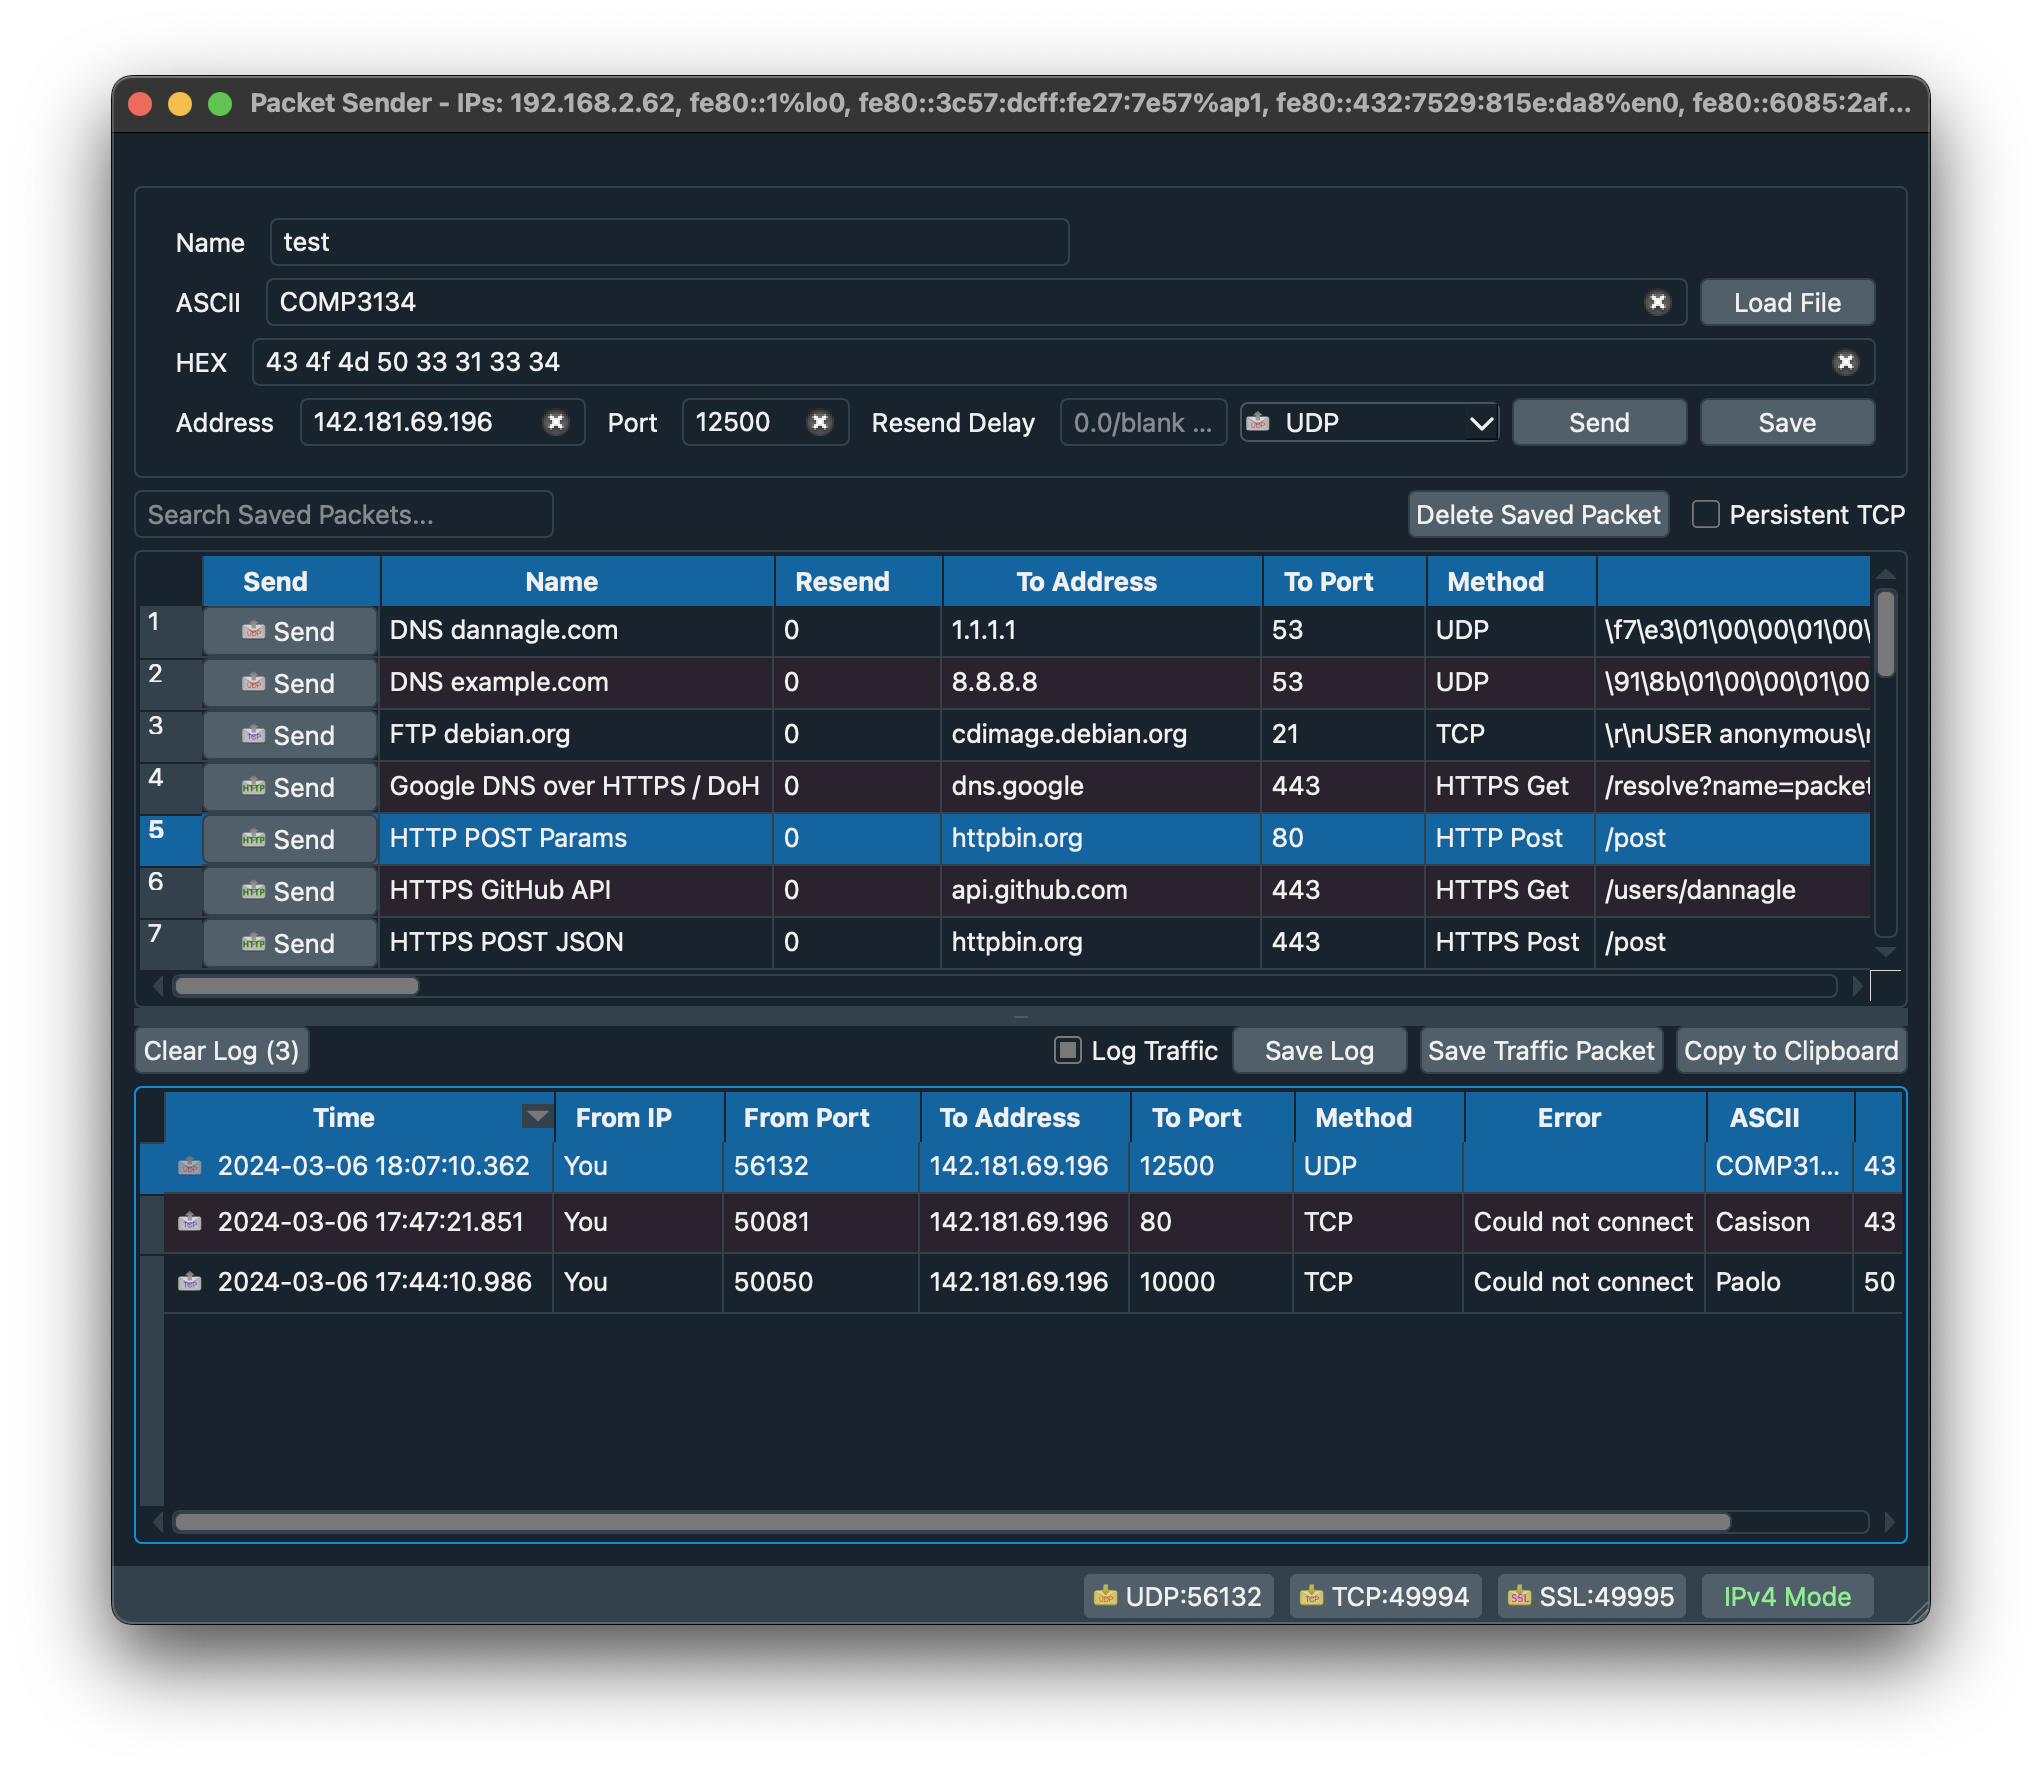 Packet Sender - IPs: 192.168.2.62, fe80::1%lo0, fe80::3c57:dcff:fe27:7e57%ap1, fe80::432:7529:815e:da8%en0, fe80::6085:2af...
Name test
ASCII COMP3134 Load File
HEX 43 4f 4d 50 33 31 33 34
Address 142.181.69.196 Port 12500 Resend Delay 0.0/blank ... UDP Send Save
Search Saved Packets... Delete Saved Packet Persistent TCP
Send Name Resend To Address To Port Method
1 UDP Send DNS dannagle.com 0 1.1.1.1 53 UDP \f7\e3\01\00\00\01\00\
2 UDP Send DNS example.com 0 8.8.8.8 53 UDP \91\8b\01\00\00\01\00
3 TCP Send FTP debian.org 0 cdimage.debian.org 21 TCP \r\nUSER anonymous\r
4 HTTP Send Google DNS over HTTPS / DoH 0 dns.google 443 HTTPS Get /resolve?name=packet
5 HTTP Send HTTP POST Params 0 httpbin.org 80 HTTP Post /post
6 HTTP Send HTTPS GitHub API 0 api.github.com 443 HTTPS Get /users/dannagle
7 HTTP Send HTTPS POST JSON 0 httpbin.org 443 HTTPS Post /post
Clear Log (3) Log Traffic Save Log Save Traffic Packet Copy to Clipboard
Time From IP From Port To Address To Port Method Error ASCII
UDP 2024-03-06 18:07:10.362 You 56132 142.181.69.196 12500 UDP COMP31... 43
TCP 2024-03-06 17:47:21.851 You 50081 142.181.69.196 80 TCP Could not connect Casison 43
TCP 2024-03-06 17:44:10.986 You 50050 142.181.69.196 10000 TCP Could not connect Paolo 50
UDP UDP:56132 TCP TCP:49994 SSL SSL:49995 IPv4 Mode